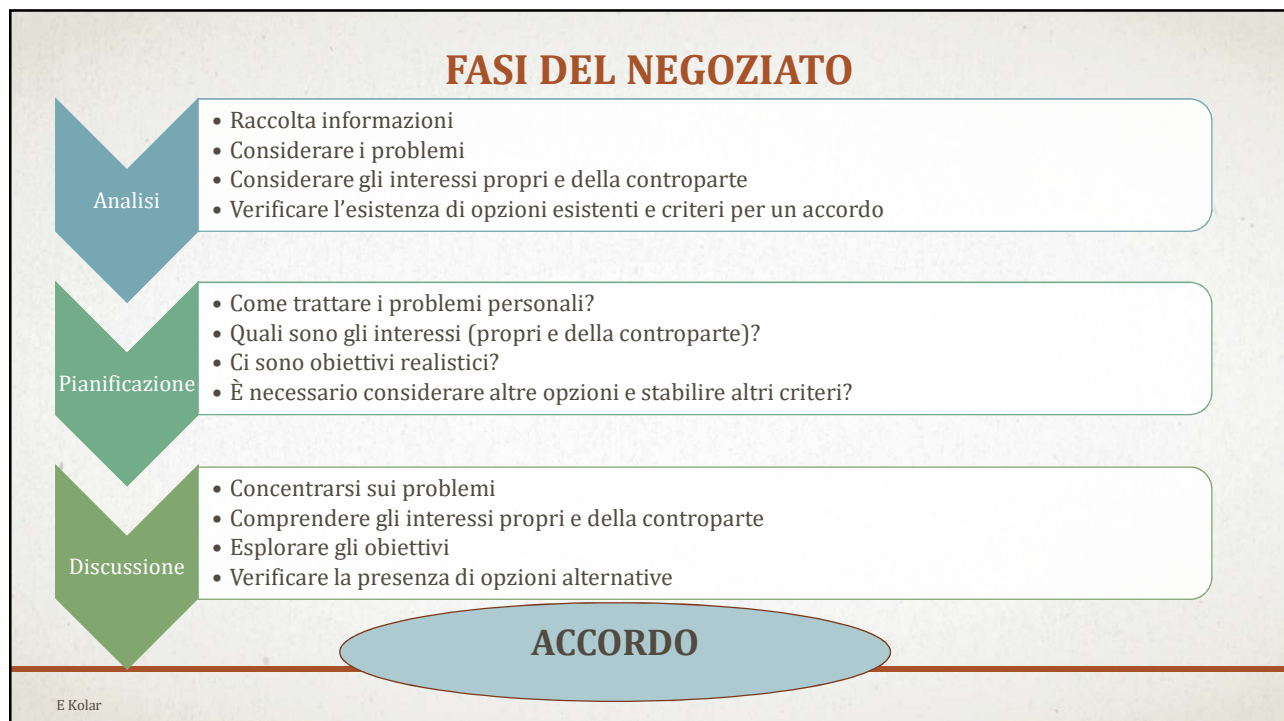 FASI DEL NEGOZIATO
Analisi
• Raccolta informazioni
• Considerare i problemi
• Considerare gli interessi propri e della controparte
• Verificare l’esistenza di opzioni esistenti e criteri per un accordo
Pianificazione
• Come trattare i problemi personali?
• Quali sono gli interessi (propri e della controparte)?
• Ci sono obiettivi realistici?
• È necessario considerare altre opzioni e stabilire altri criteri?
Discussione
• Concentrarsi sui problemi
• Comprendere gli interessi propri e della controparte
• Esplorare gli obiettivi
• Verificare la presenza di opzioni alternative
ACCORDO
E Kolar